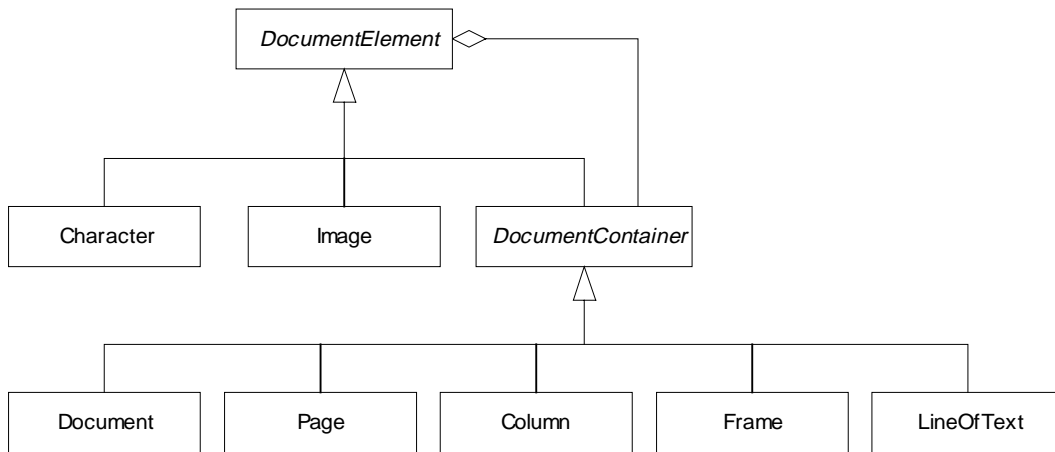 DocumentElement
Character
Image
DocumentContainer
Document
Page
Column
Frame
LineOfText